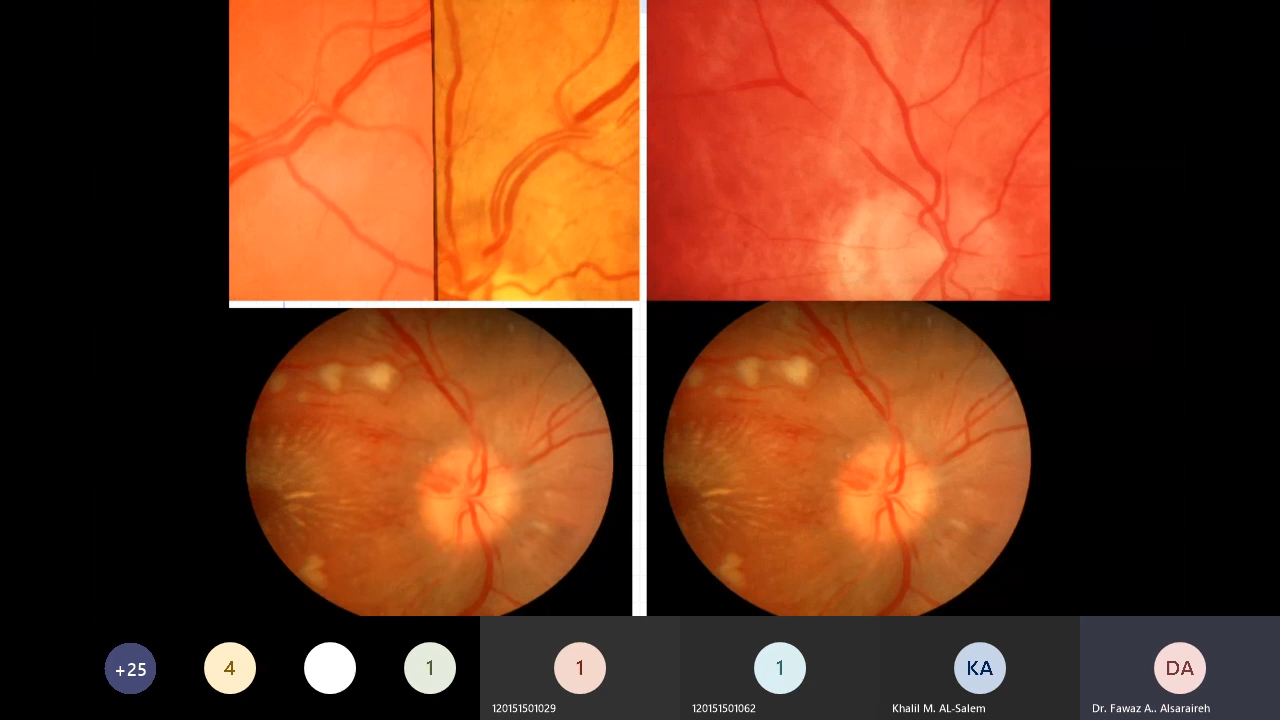 +25
4
1
1
1
KA
DA
120151501029
120151501062
Khalil M. AL-Salem
Dr. Fawaz A.. Alsaraireh